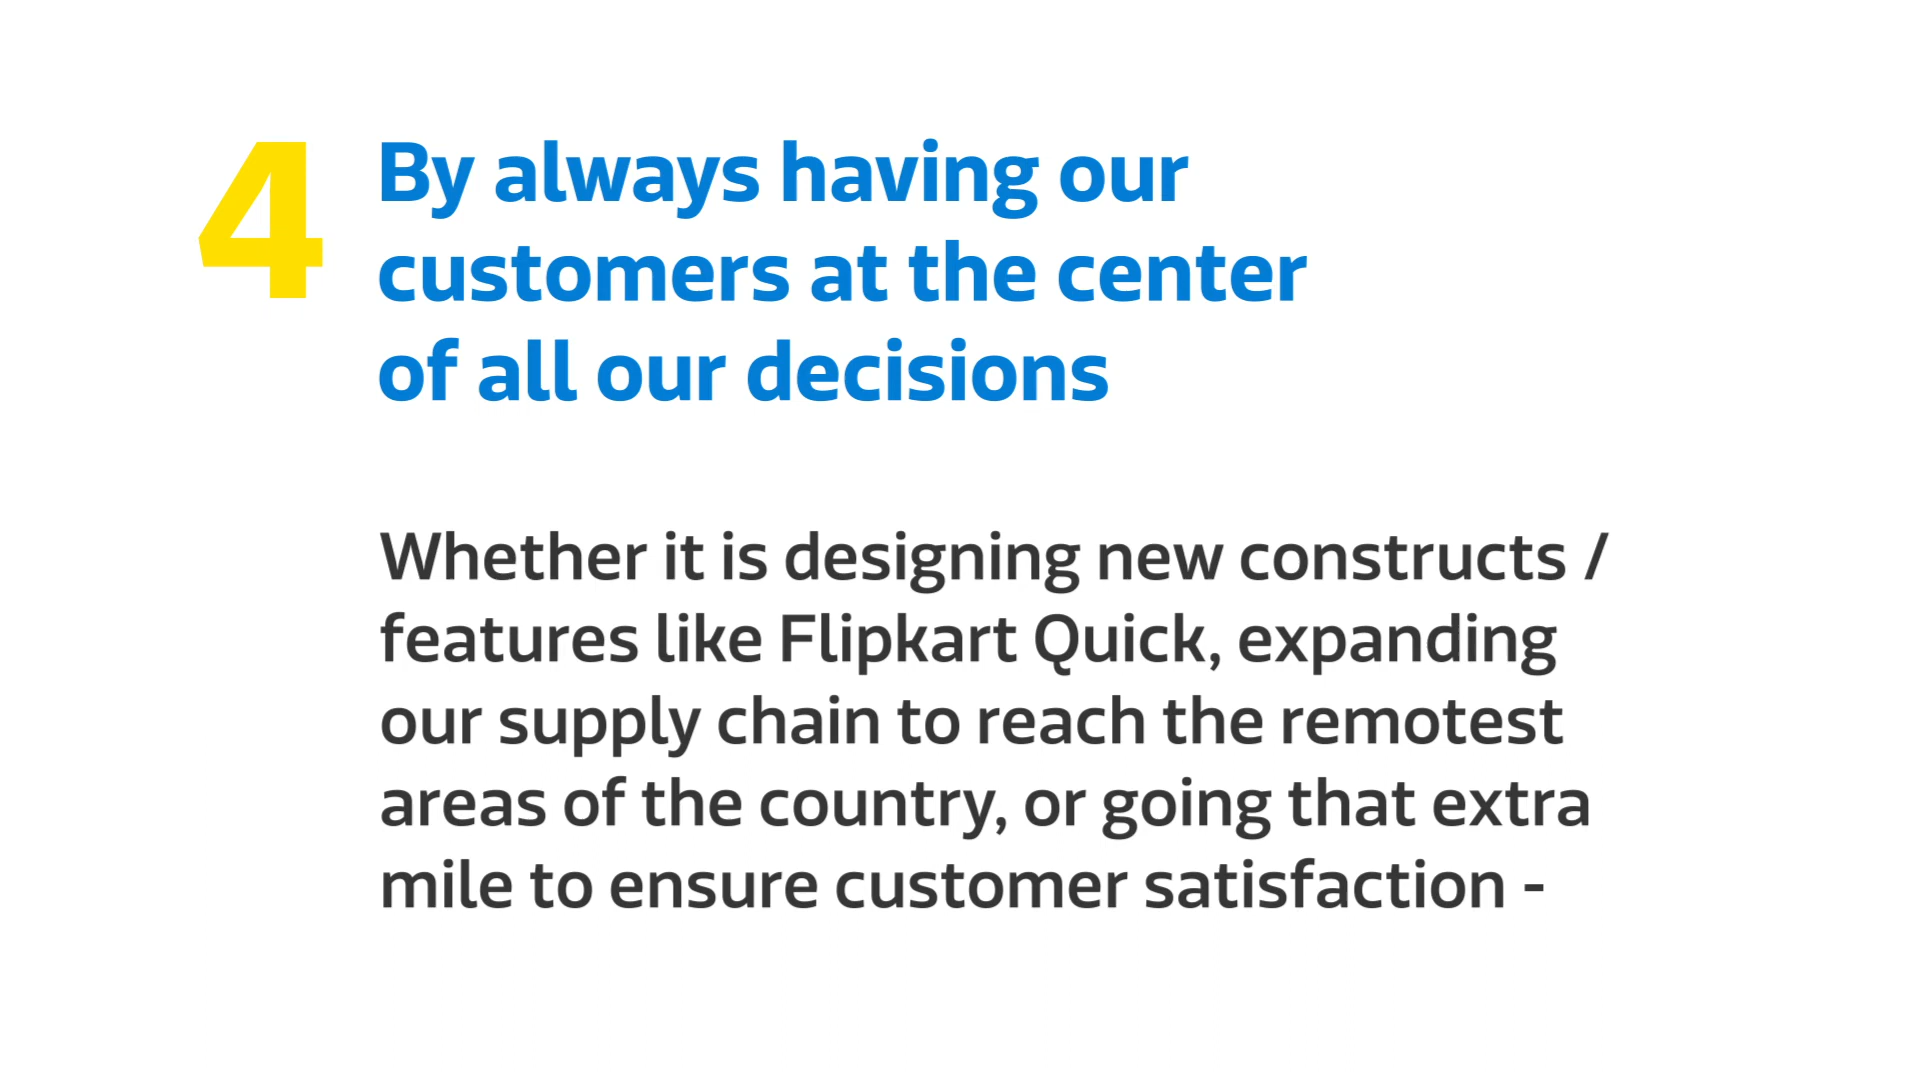 4
By always having our
customers at the center
of all our decisions
Whether it is designing new constructs /
features like Flipkart Quick, expanding
our supply chain to reach the remotest
areas of the country, or going that extra
mile to ensure customer satisfaction -